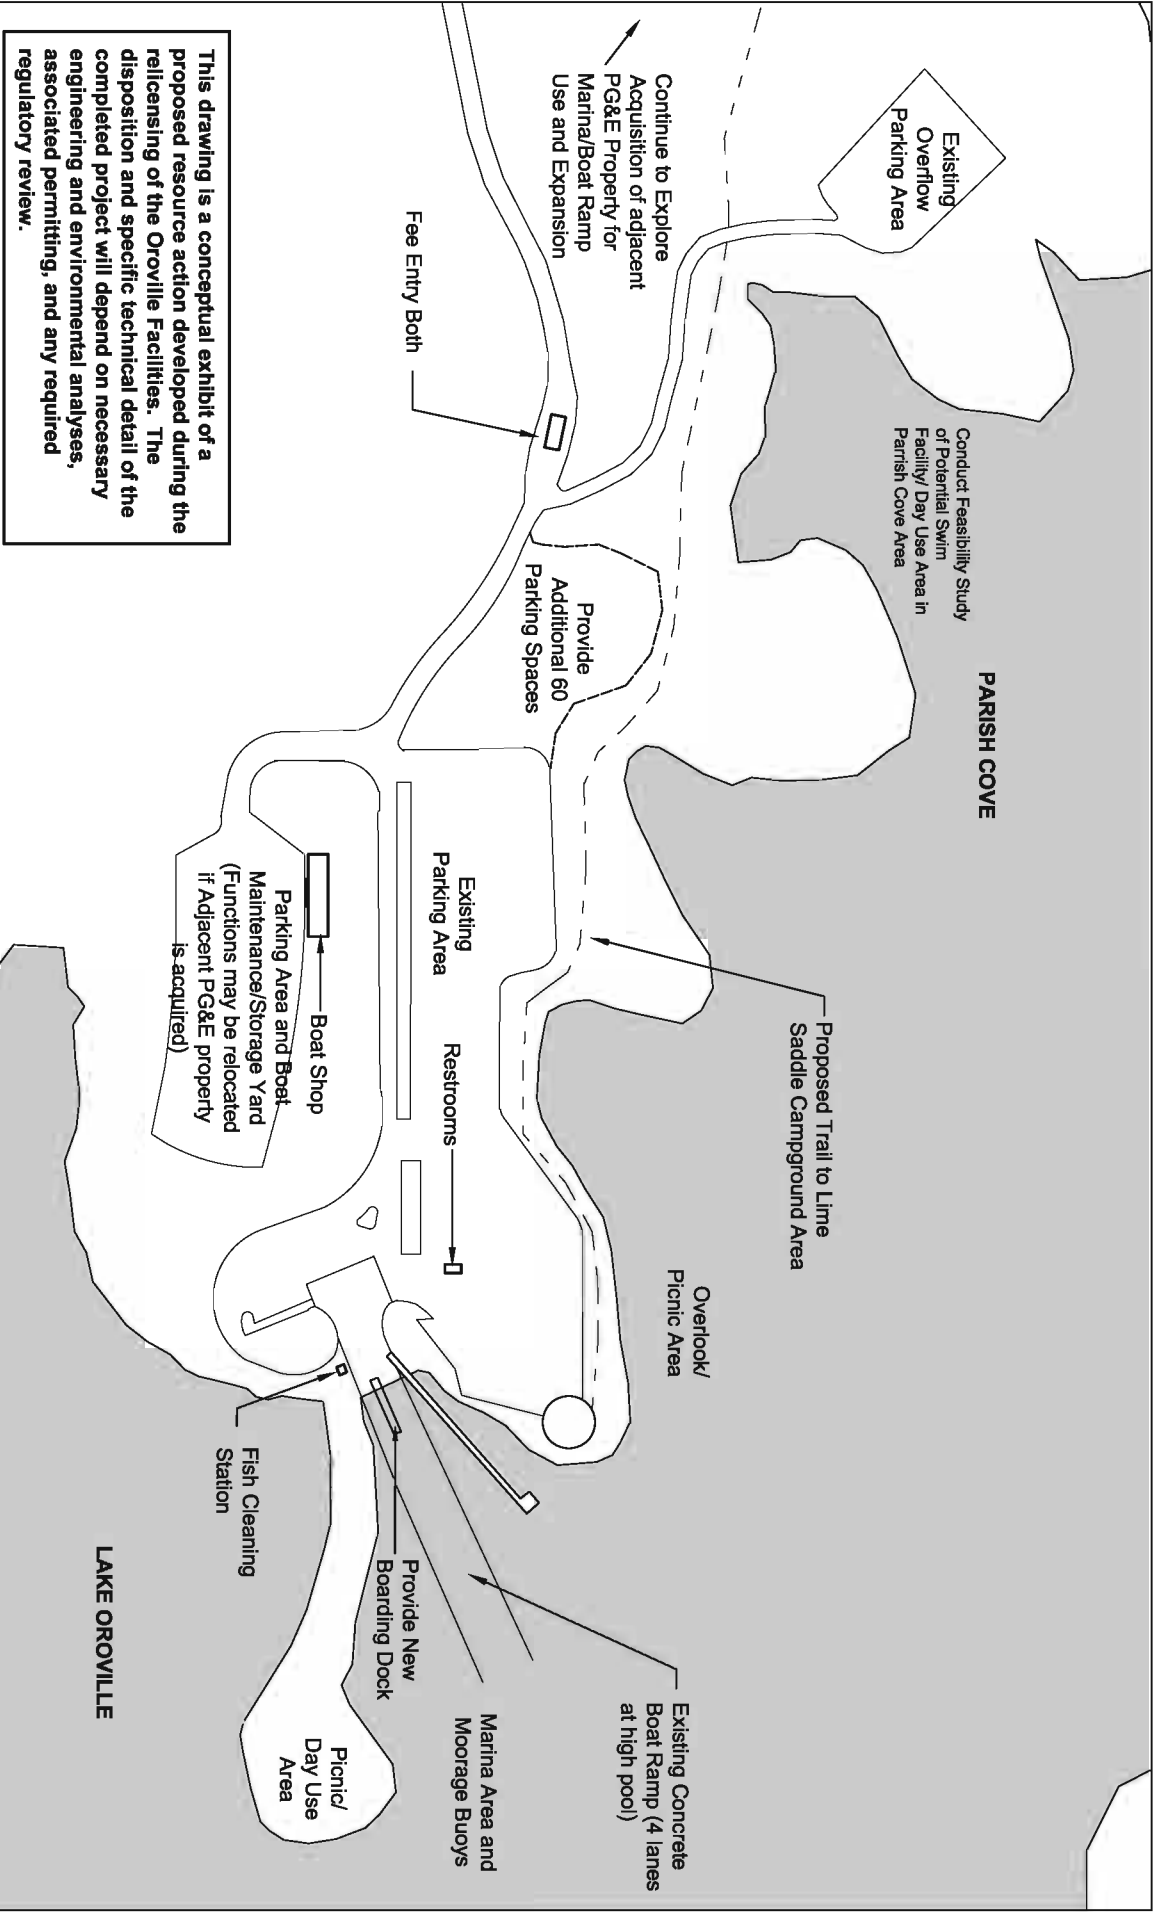 Existing
Overflow
Parking Area
Continue to Explore
Acquisition of adjacent
PG&E Property for
Marina/Boat Ramp
Use and Expansion
Fee Entry Both
This drawing is a conceptual exhibit of a
proposed resource action developed during the
relicensing of the Oroville Facilities. The
disposition and specific technical detail of the
completed project will depend on necessary
engineering and environmental analyses,
associated permitting, and any required
regulatory review.
Conduct Feasibility Study
of Potential Swim
Facility/ Day Use Area in
Parrish Cove Area
PARISH COVE
Provide
Additional 60
Parking Spaces
Existing
Parking Area
Boat Shop
Parking Area and Boat
Maintenance/Storage Yard
(Functions may be relocated
if Adjacent PG&E property
is acquired)
Restrooms
Proposed Trail to Lime
Saddle Campground Area
Overlook/
Picnic Area
Fish Cleaning
Station
Provide New
Boarding Dock
Existing Concrete
Boat Ramp (4 lanes
at high pool)
Marina Area and
Moorage Buoys
Picnic/
Day Use
Area
LAKE OROVILLE